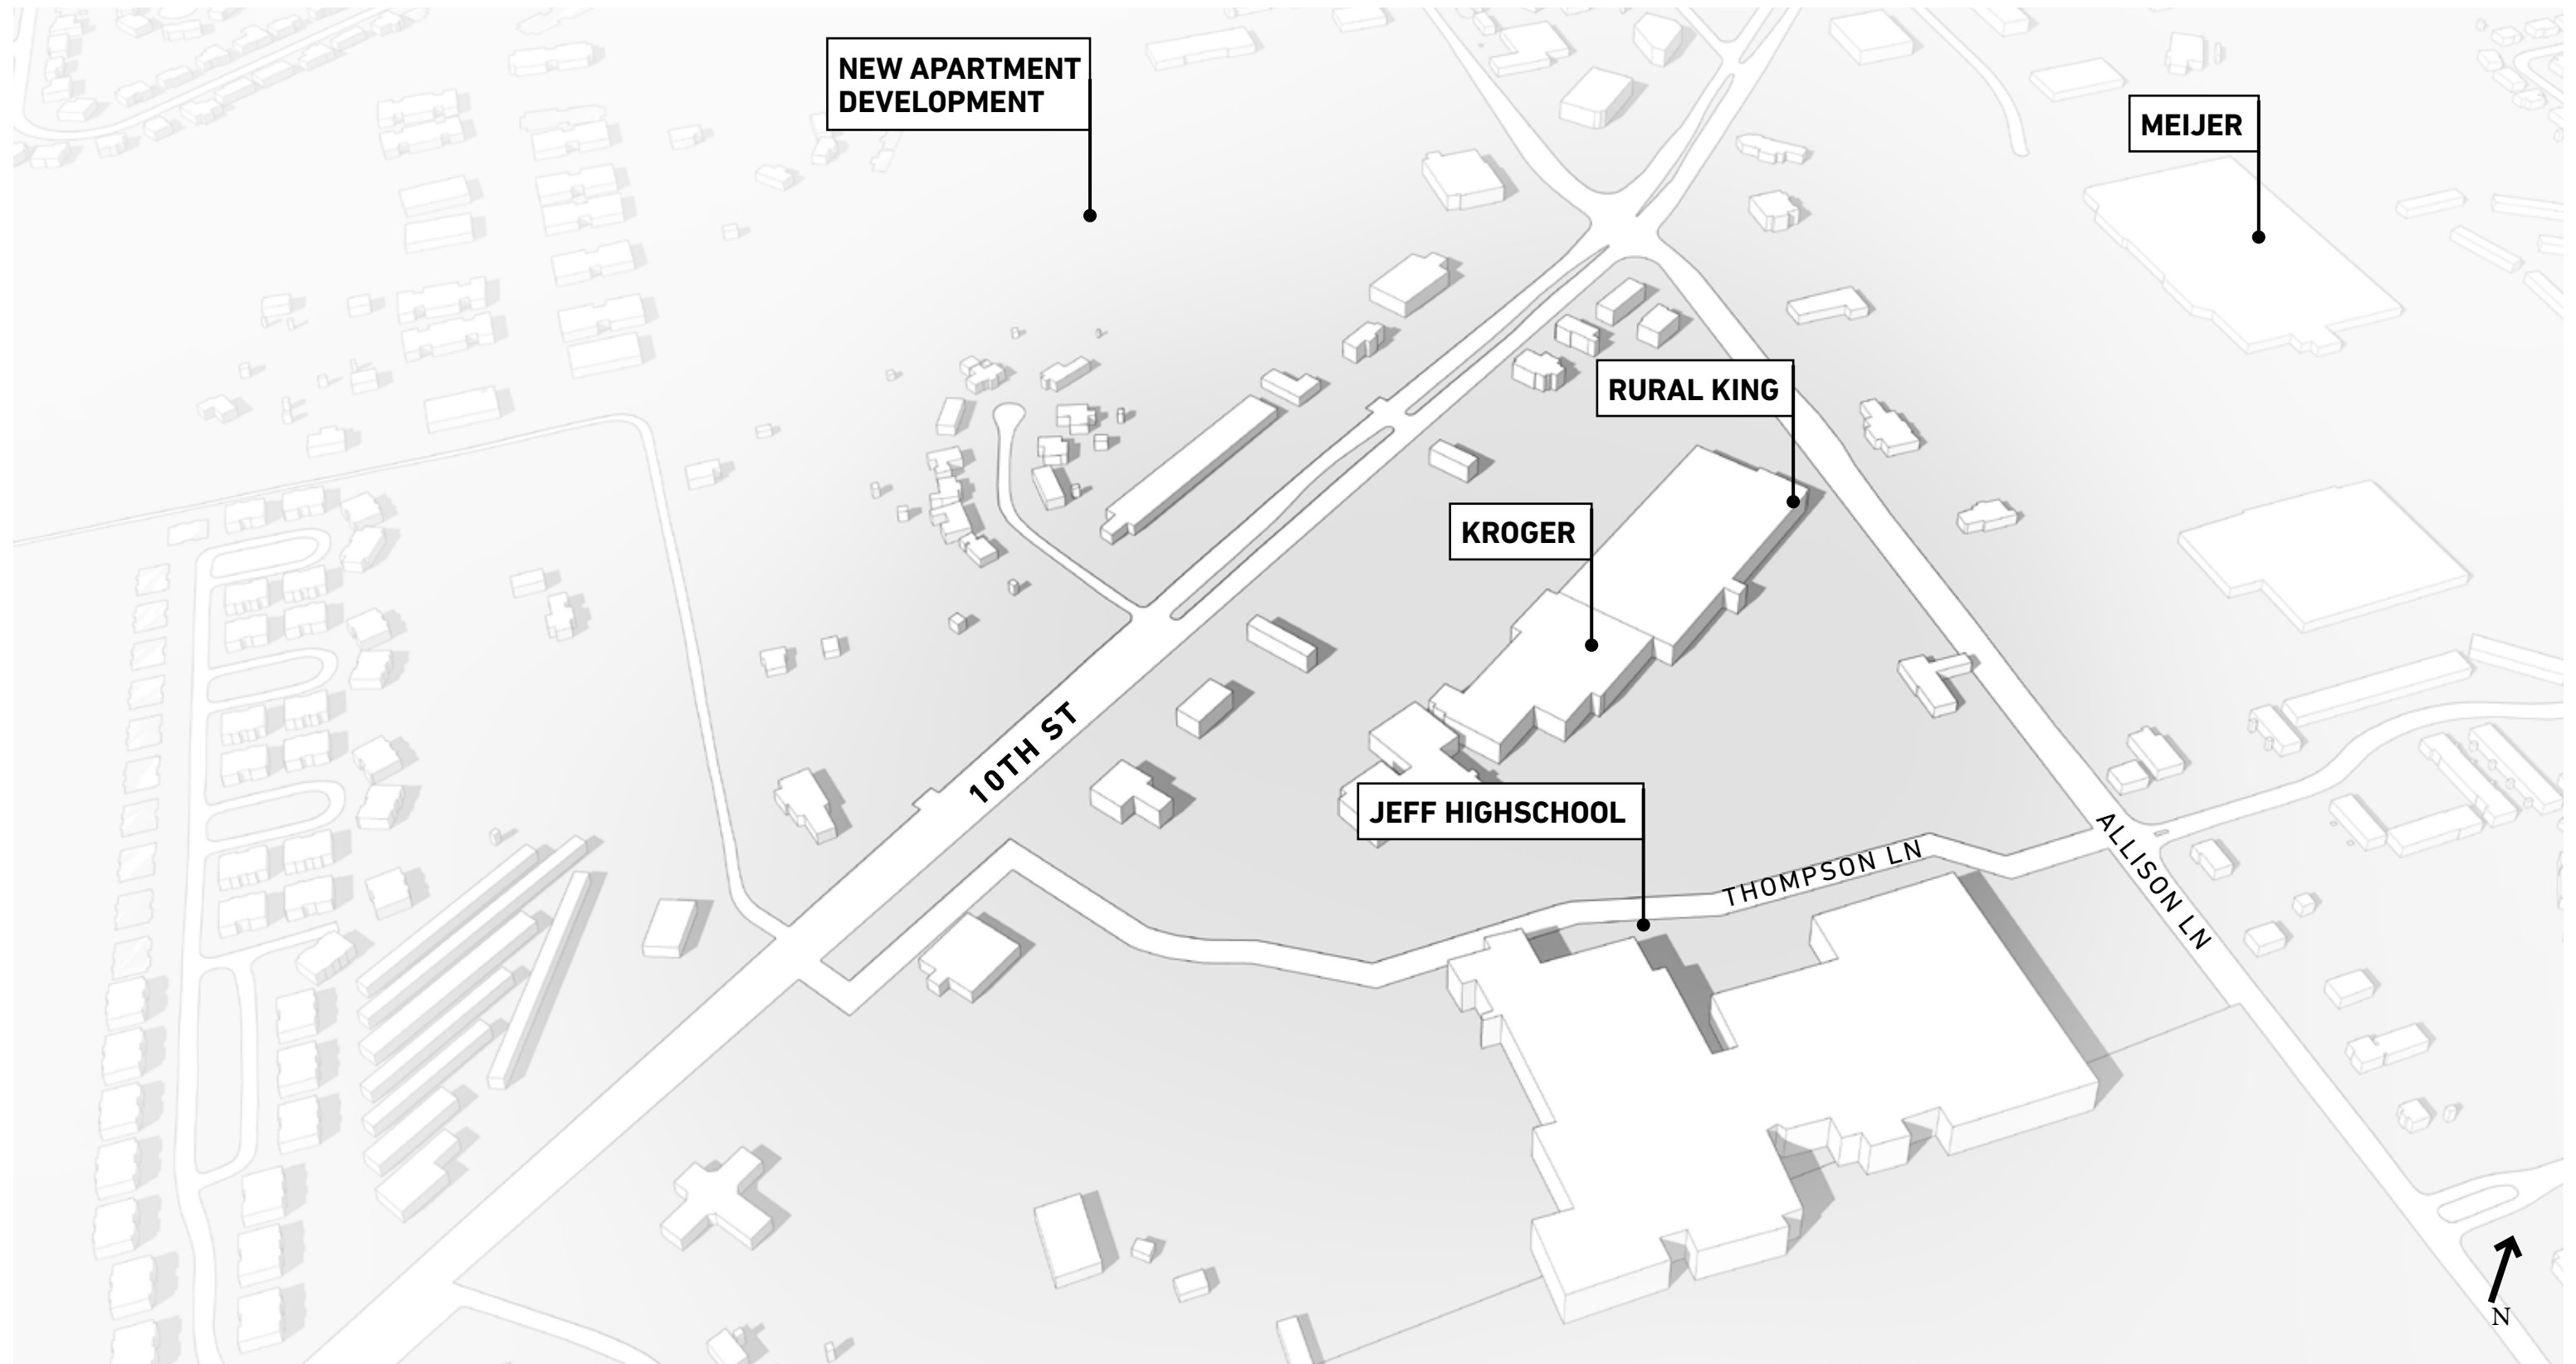 NEW APARTMENT
DEVELOPMENT
MEIJER
RURAL KING
KROGER
10TH ST
JEFF HIGHSCHOOL
THOMPSON LN
ALLISON LN
N